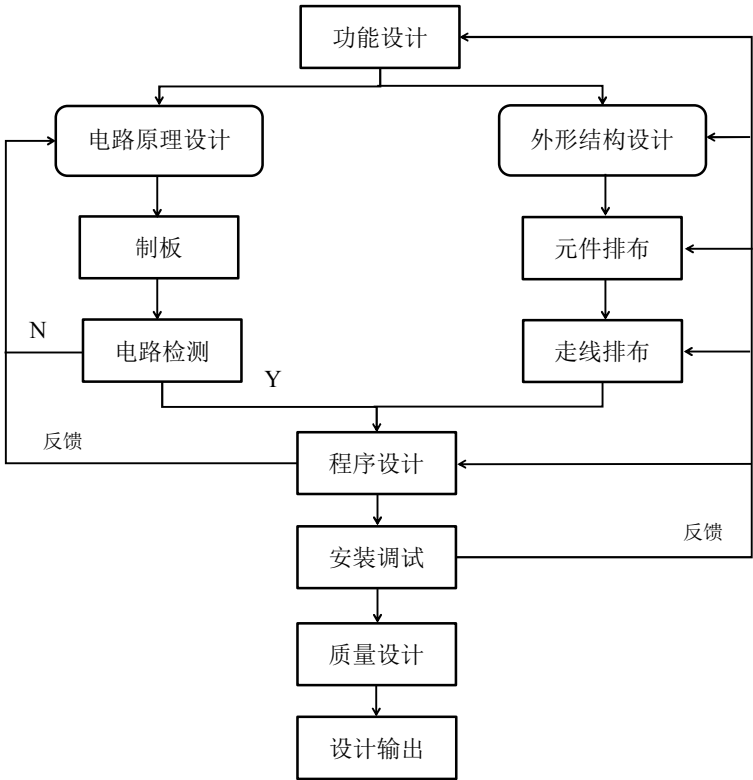 功能设计
电路原理设计
外形结构设计
制板
元件排布
N
电路检测
走线排布
Y
反馈
程序设计
安装调试
反馈
质量设计
设计输出